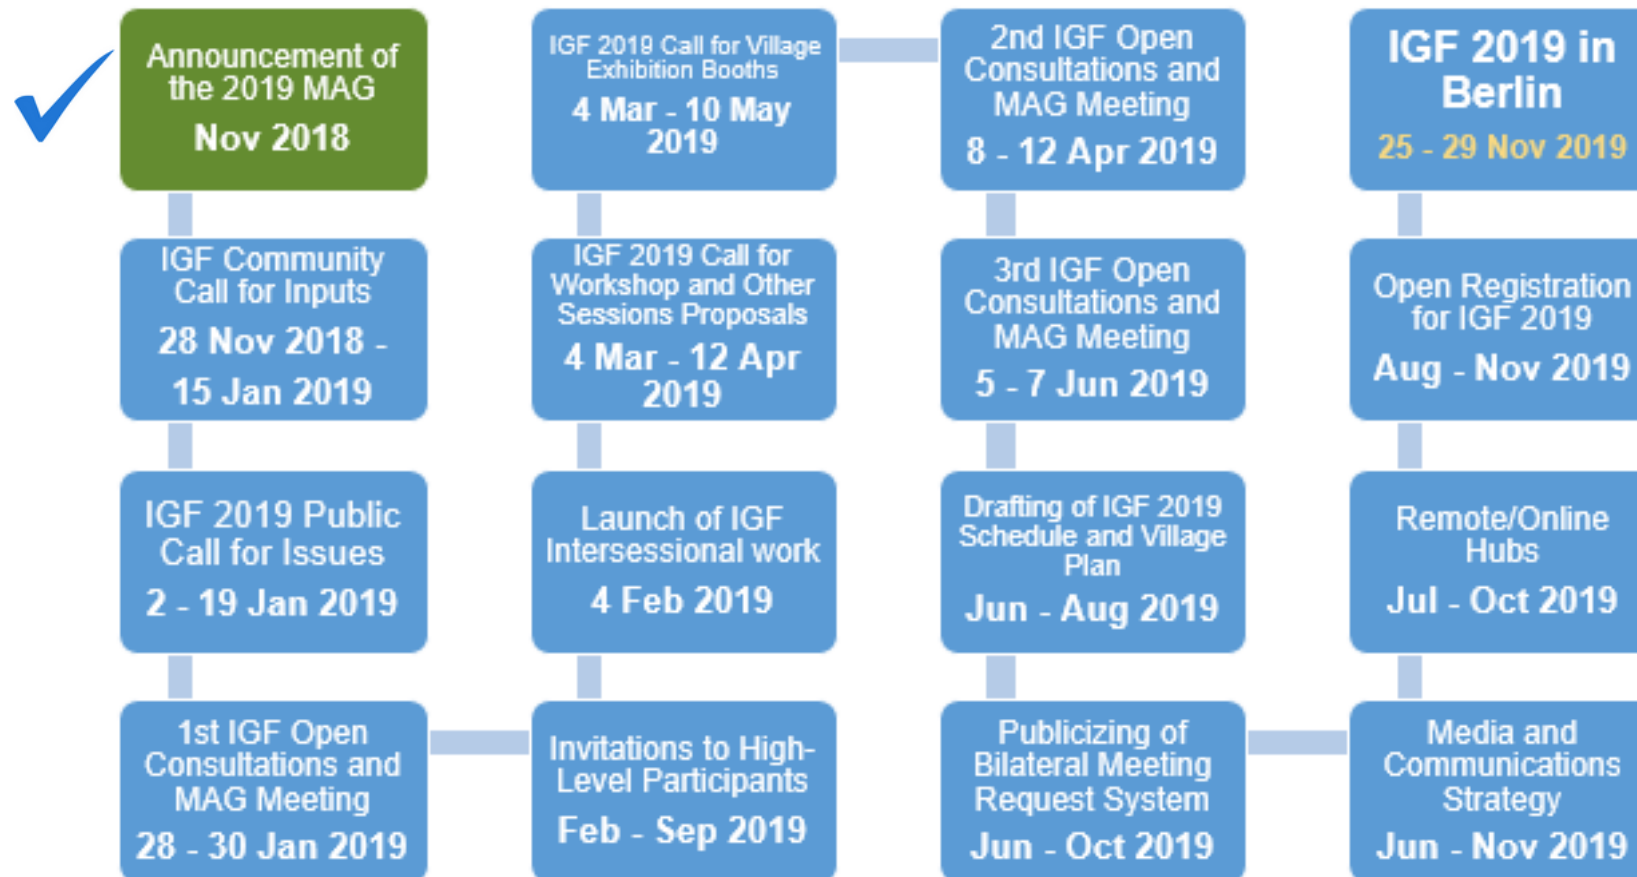 Announcement of
the 2019 MAG
Nov 2018
IGF Community
Call for Inputs
28 Nov 2018 -
15 Jan 2019
IGF 2019 Public
Call for Issues
2 - 19 Jan 2019
1st IGF Open
Consultations and
MAG Meeting
28 - 30 Jan 2019
Invitations to High-
Level Participants
Feb - Sep 2019
Launch of IGF
Intersessional work
4 Feb 2019
IGF 2019 Call for
Workshop and Other
Sessions Proposals
4 Mar - 12 Apr
2019
IGF 2019 Call for Village
Exhibition Booths
4 Mar - 10 May
2019
2nd IGF Open
Consultations and
MAG Meeting
8 - 12 Apr 2019
3rd IGF Open
Consultations and
MAG Meeting
5 - 7 Jun 2019
Drafting of IGF 2019
Schedule and Village
Plan
Jun - Aug 2019
Publicizing of
Bilateral Meeting
Request System
Jun - Oct 2019
Media and
Communications
Strategy
Jun - Nov 2019
Remote/Online
Hubs
Jul - Oct 2019
Open Registration
for IGF 2019
Aug - Nov 2019
IGF 2019 in
Berlin
25 - 29 Nov 2019